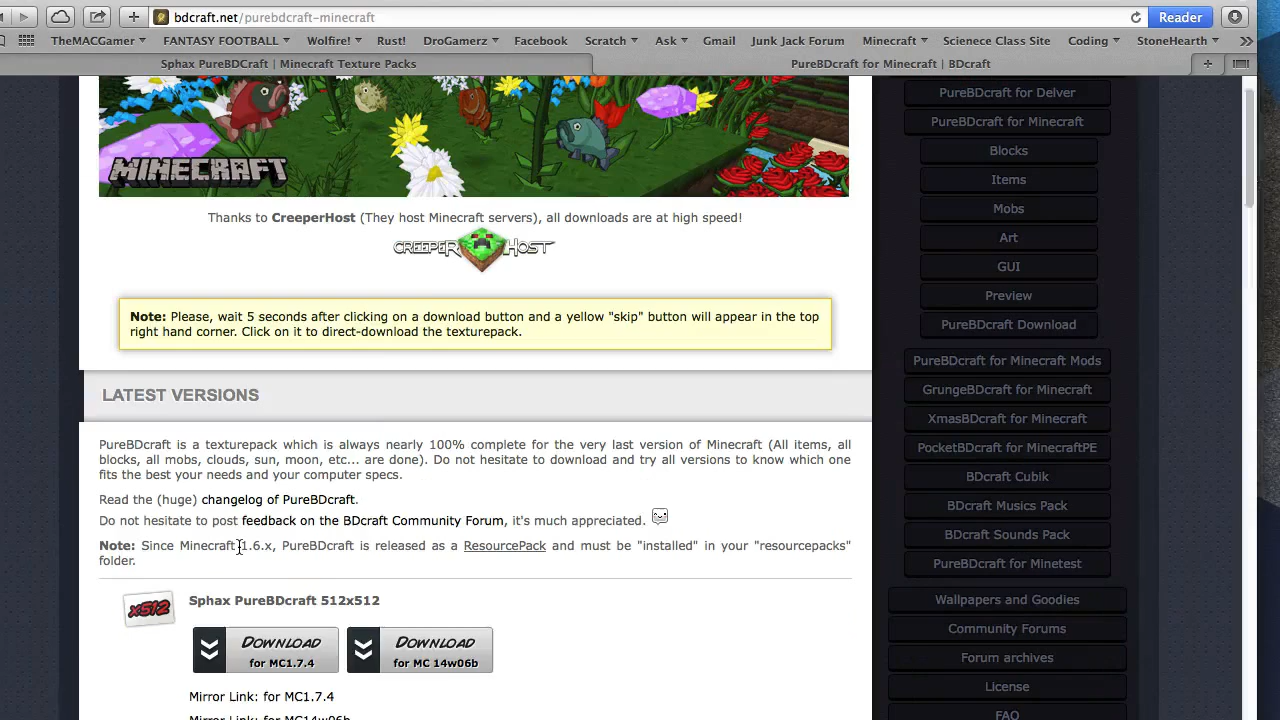 bdcraft.net/purebdcraft-minecraft
Reader
TheMACGamer FANTASY FOOTBALL Wolfire! Rust! DroGamerz Facebook Scratch Ask Gmail Junk Jack Forum Minecraft Scienece Class Site Coding StoneHearth
Sphax PureBDCraft | Minecraft Texture Packs
PureBDcraft for Minecraft | BDcraft
MINECRAFT
Thanks to CreeperHost (They host Minecraft servers), all downloads are at high speed!
CREEPER HOST
Note: Please, wait 5 seconds after clicking on a download button and a yellow "skip" button will appear in the top
right hand corner. Click on it to direct-download the texturepack.
LATEST VERSIONS
PureBDcraft is a texturepack which is always nearly 100% complete for the very last version of Minecraft (All items, all
blocks, all mobs, clouds, sun, moon, etc... are done). Do not hesitate to download and try all versions to know which one
fits the best your needs and your computer specs.
Read the (huge) changelog of PureBDcraft.
Do not hesitate to post feedback on the BDcraft Community Forum, it's much appreciated.
Note: Since Minecraft 1.6.x, PureBDcraft is released as a ResourcePack and must be "installed" in your "resourcepacks"
folder.
x512
Sphax PureBDcraft 512x512
DOWNLOAD
for MC1.7.4
DOWNLOAD
for MC 14w06b
Mirror Link: for MC1.7.4
Mirror Link: for MC14w06b
PureBDcraft for Delver
PureBDcraft for Minecraft
Blocks
Items
Mobs
Art
GUI
Preview
PureBDcraft Download
PureBDcraft for Minecraft Mods
GrungeBDcraft for Minecraft
XmasBDcraft for Minecraft
PocketBDcraft for MinecraftPE
BDcraft Cubik
BDcraft Musics Pack
BDcraft Sounds Pack
PureBDcraft for Minetest
Wallpapers and Goodies
Community Forums
Forum archives
License
FAQ